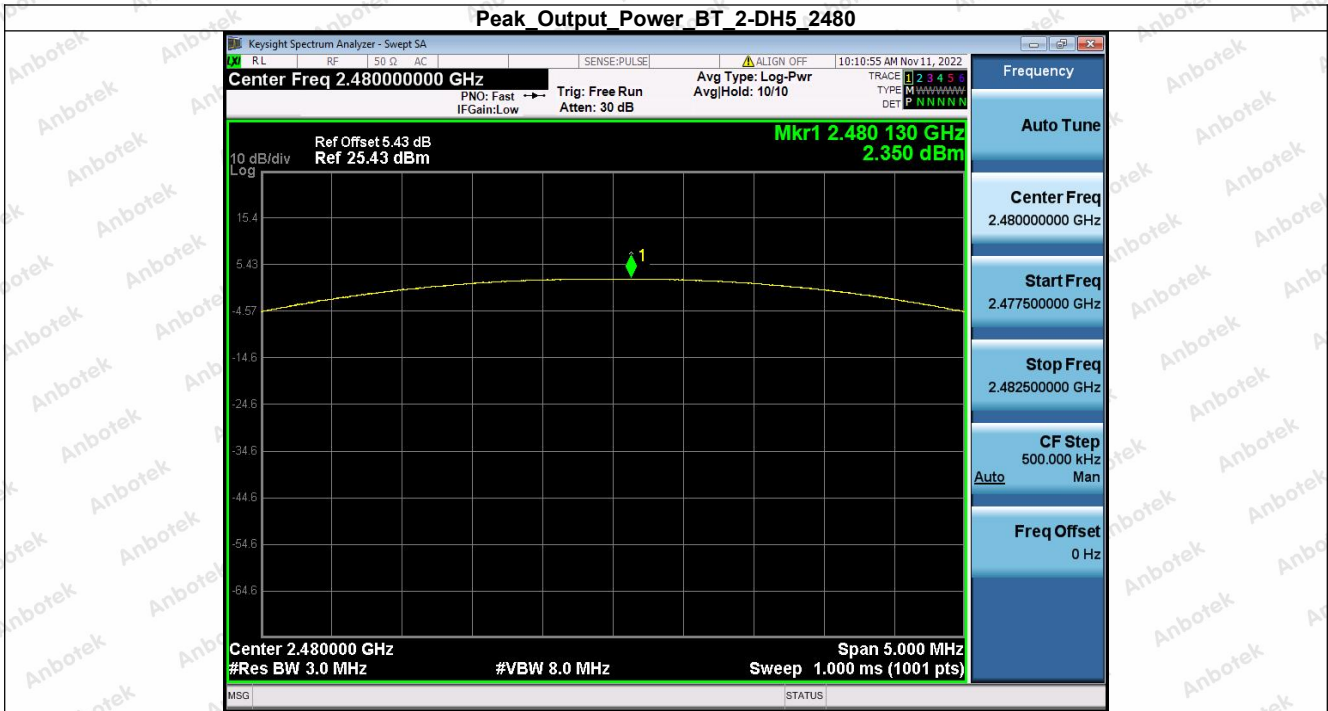 Peak_Output_Power_BT_2-DH5_2480
Keysight Spectrum Analyzer - Swept SA
LXI RL RF 50 Ω AC SENSE:PULSE ALIGN OFF 10:10:55 AM Nov 11, 2022
Center Freq 2.480000000 GHz
PNO: Fast
IFGain:Low
Trig: Free Run
Atten: 30 dB
Avg Type: Log-Pwr
Avg|Hold: 10/10
TRACE 1 2 3 4 5 6
TYPE M WWWWW
DET P N N N N N
Mkr1 2.480 130 GHz
2.350 dBm
Ref Offset 5.43 dB
10 dB/div Ref 25.43 dBm
Log
15.4
5.43
-4.57
-14.6
-24.6
-34.6
-44.6
-54.6
-64.6
1
Center 2.480000 GHz Span 5.000 MHz
#Res BW 3.0 MHz #VBW 8.0 MHz Sweep 1.000 ms (1001 pts)
MSG STATUS
Frequency
Auto Tune
Center Freq
2.480000000 GHz
Start Freq
2.477500000 GHz
Stop Freq
2.482500000 GHz
CF Step
500.000 kHz
Auto Man
Freq Offset
0 Hz
Anbotek